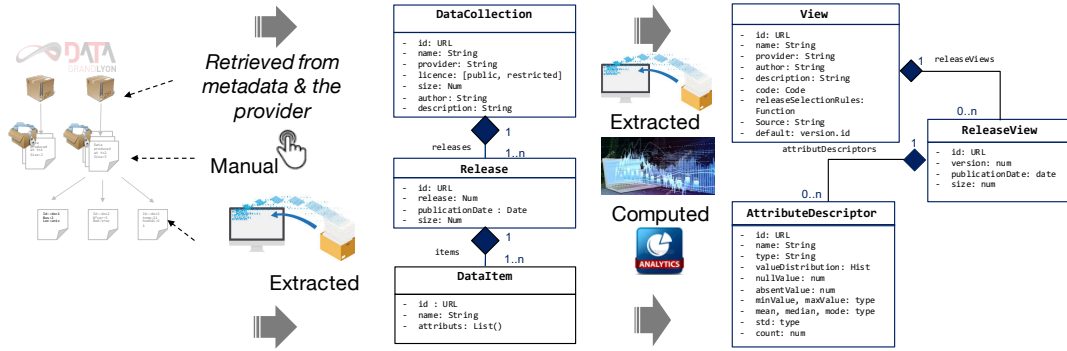 DATA
GRANDLYON
Retrieved from
metadata & the
provider
Manual
Extracted
DataCollection
- id: URL
- name: String
- provider: String
- licence: [public, restricted]
- size: Num
- author: String
- description: String
1
releases
1..n
Release
- id: URL
- release: Num
- publicationDate : Date
- size: Num
1
items
1..n
DataItem
- id : URL
- name: String
- attributs: List()
Extracted
Computed
ANALYTICS
View
- id: URL
- name: String
- provider: String
- author: String
- description: String
- code: Code
- releaseSelectionRules:
Function
- Source: String
- default: version.id
1
releaseViews
0..n
ReleaseView
- id: URL
- version: num
- publicationDate: date
- size: num
attributDescriptors
1
0..n
AttributeDescriptor
- id: URL
- name: String
- type: String
- valueDistribution: Hist
- nullValue: num
- absentValue: num
- minValue, maxValue: type
- mean, median, mode: type
- std: type
- count: num